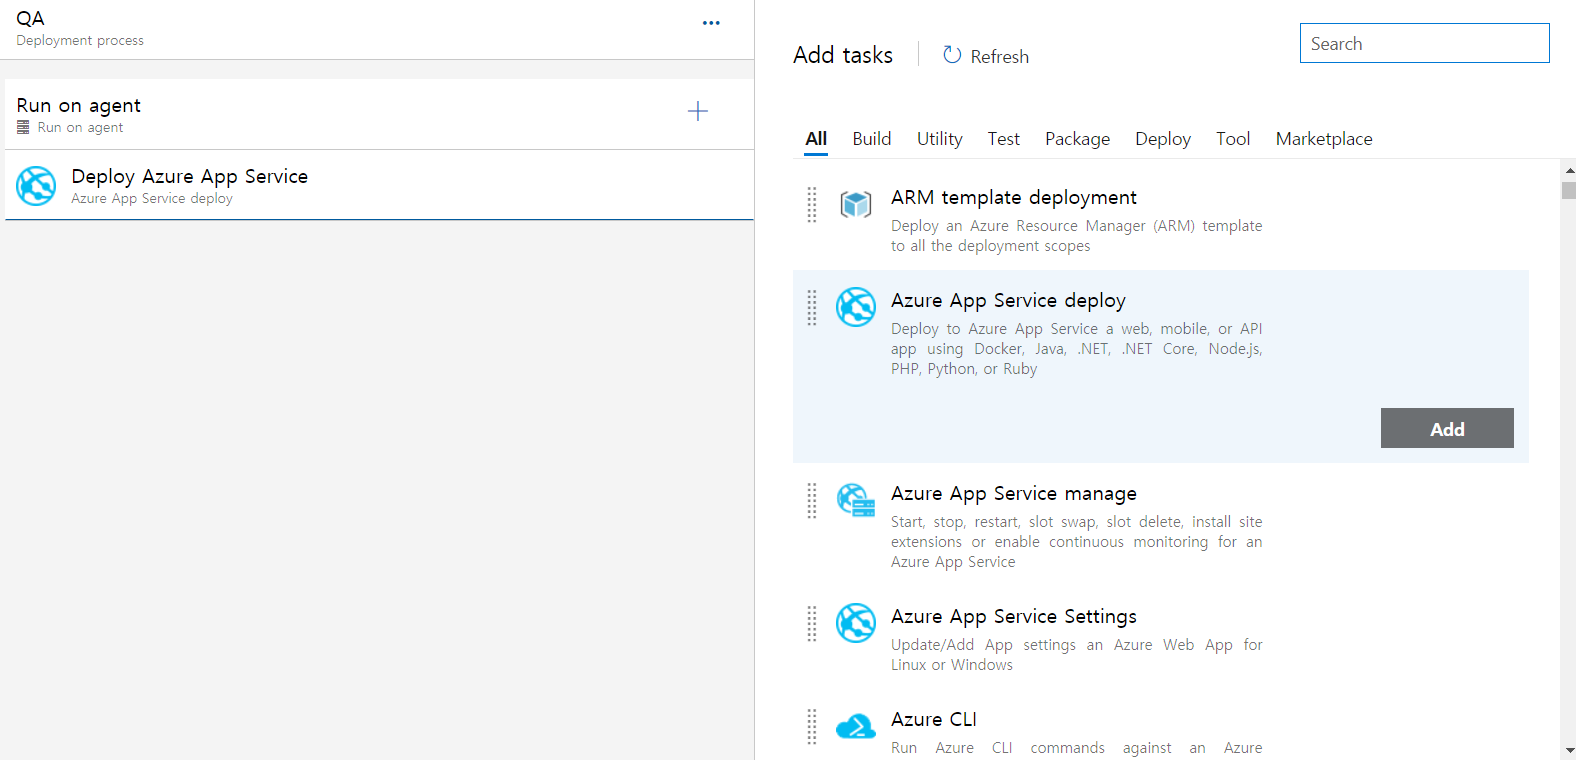 QA
Deployment process
Run on agent
Run on agent
Deploy Azure App Service
Azure App Service deploy
Add tasks
Refresh
Search
All Build Utility Test Package Deploy Tool Marketplace
ARM template deployment
Deploy an Azure Resource Manager (ARM) template
to all the deployment scopes
Azure App Service deploy
Deploy to Azure App Service a web, mobile, or API
app using Docker, Java, .NET, .NET Core, Node.js,
PHP, Python, or Ruby
Add
Azure App Service manage
Start, stop, restart, slot swap, slot delete, install site
extensions or enable continuous monitoring for an
Azure App Service
Azure App Service Settings
Update/Add App settings an Azure Web App for
Linux or Windows
Azure CLI
Run Azure CLI commands against an Azure